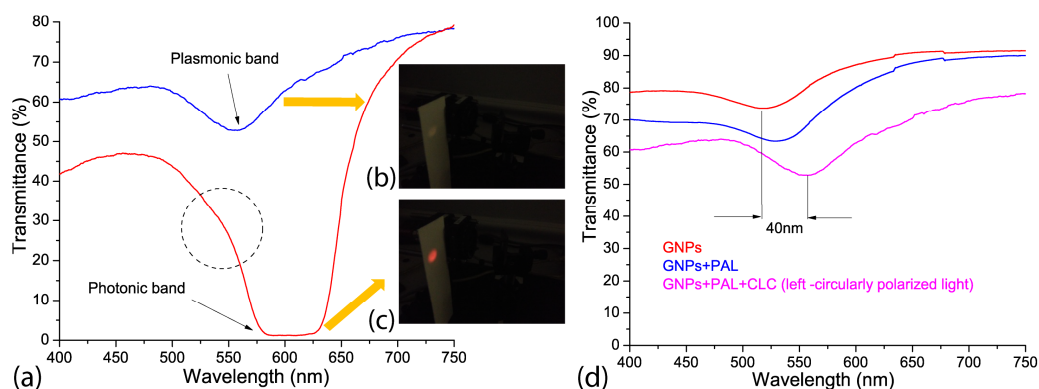 80
70
60
50
40
30
20
10
0
Transmittance (%)
400
450
500
550
600
650
700
750
Wavelength (nm)
Plasmonic band
Photonic band
(a)
(b)
(c)
100
90
80
70
60
50
40
30
20
10
0
Transmittance (%)
40nm
GNPs
GNPs+PAL
GNPs+PAL+CLC (left -circularly polarized light)
400
450
500
550
600
650
700
750
Wavelength (nm)
(d)